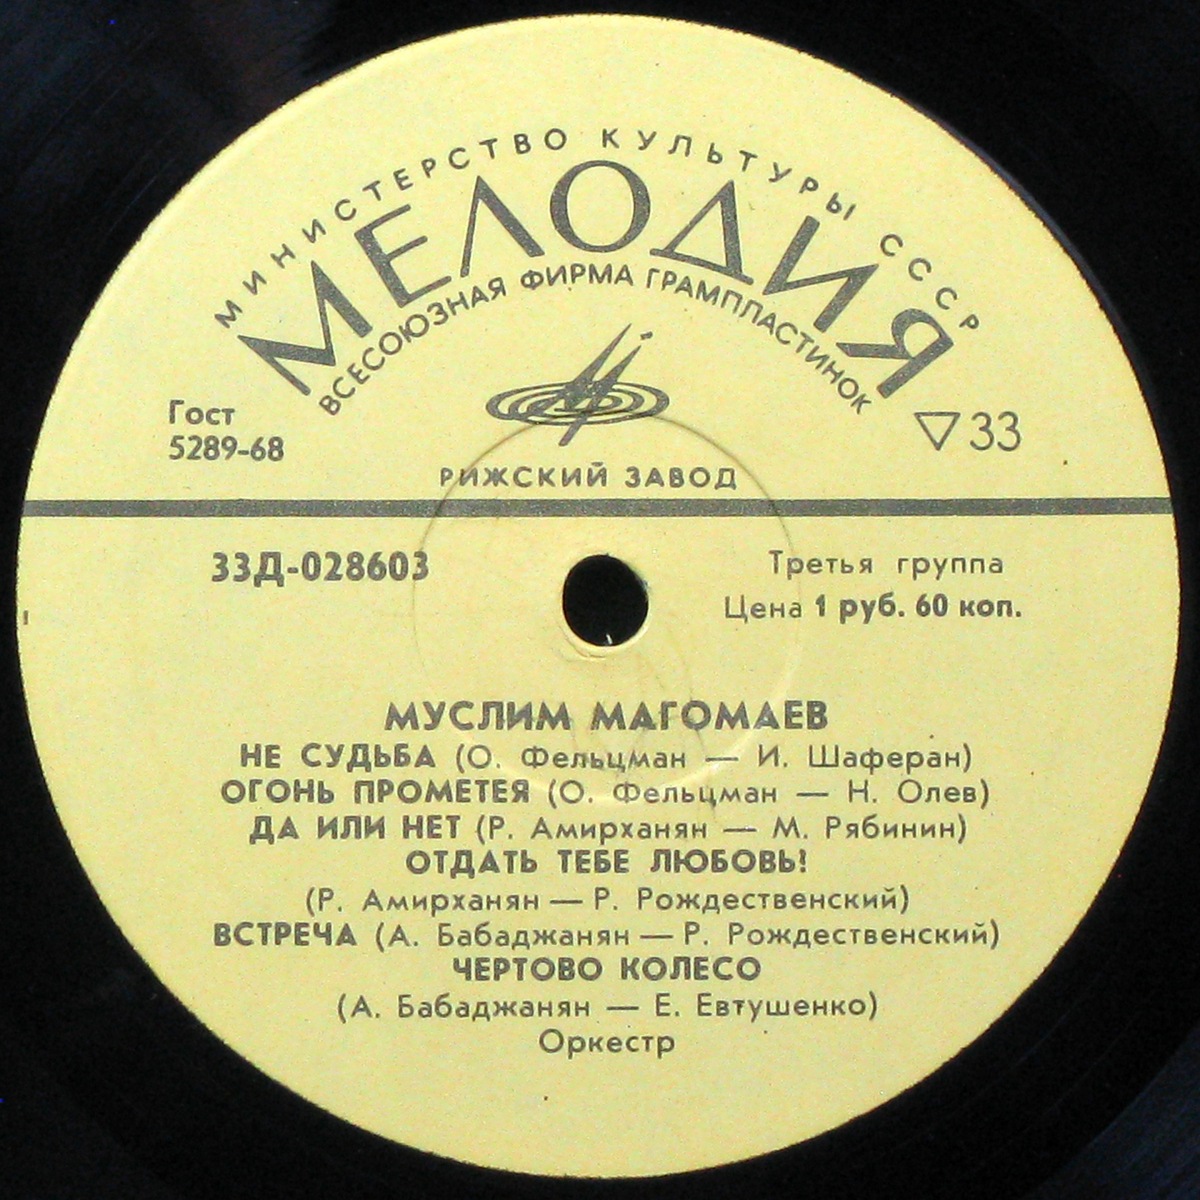 МИНИСТЕРСТВО КУЛЬТУРЫ СССР
МЕЛОДИЯ
ВСЕСОЮЗНАЯ ФИРМА ГРАМПЛАСТИНОК
Гост
5289-68
33
РИЖСКИЙ ЗАВОД
33Д-028603
Третья группа
Цена 1 руб. 60 коп.
МУСЛИМ МАГОМАЕВ
НЕ СУДЬБА (О. Фельцман — И. Шаферан)
ОГОНЬ ПРОМЕТЕЯ (О. Фельцман — Н. Олев)
ДА ИЛИ НЕТ (Р. Амирханян — М. Рябинин)
ОТДАТЬ ТЕБЕ ЛЮБОВЬ!
(Р. Амирханян — Р. Рождественский)
ВСТРЕЧА (А. Бабаджанян — Р. Рождественский)
ЧЕРТОВО КОЛЕСО
(А. Бабаджанян — Е. Евтушенко)
Оркестр